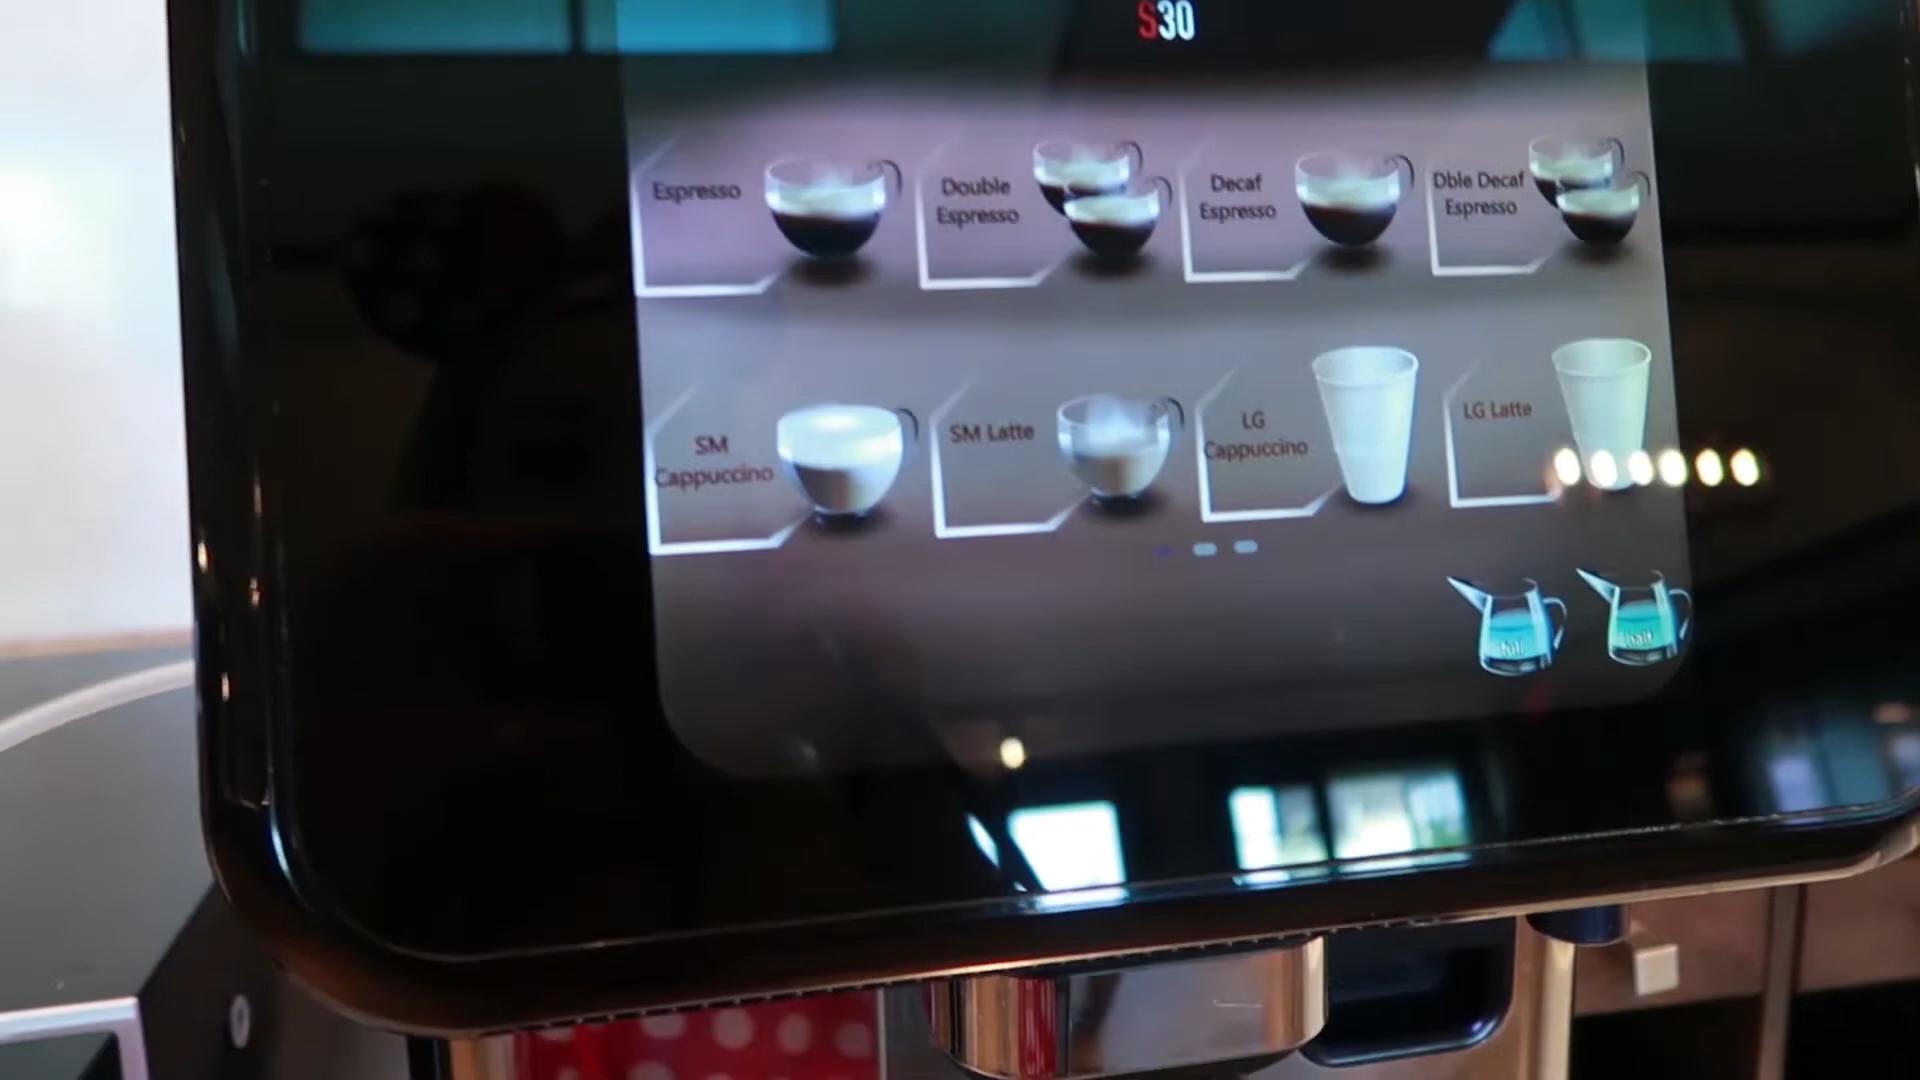 S30
Espresso
Double
Espresso
Decaf
Espresso
Dble Decaf
Espresso
SM
Cappuccino
SM Latte
LG
Cappuccino
LG Latte
full
half